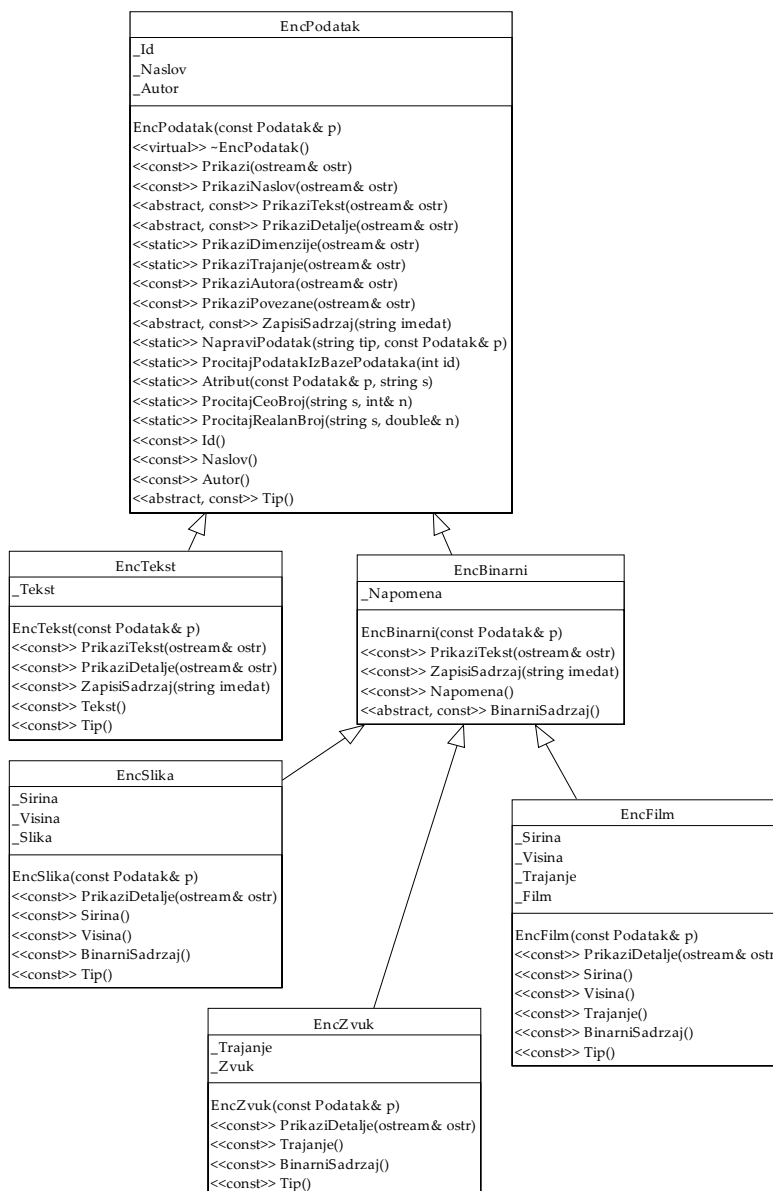 EncPodatak
_Id
_Naslov
_Autor
EncPodatak(const Podatak& p)
<<virtual>> ~EncPodatak()
<<const>> Prikazi(ostream& ostr)
<<const>> PrikaziNaslov(ostream& ostr)
<<abstract, const>> PrikaziTekst(ostream& ostr)
<<abstract, const>> PrikaziDetalje(ostream& ostr)
<<static>> PrikaziDimenzije(ostream& ostr)
<<static>> PrikaziTrajanje(ostream& ostr)
<<const>> PrikaziAutora(ostream& ostr)
<<const>> PrikaziPovezane(ostream& ostr)
<<abstract, const>> ZapisiSadrzaj(string imedat)
<<static>> NapraviPodatak(string tip, const Podatak& p)
<<static>> ProcitajPodatakIzBazePodataka(int id)
<<static>> Atribut(const Podatak& p, string s)
<<static>> ProcitajCeoBroj(string s, int& n)
<<static>> ProcitajRealanBroj(string s, double& n)
<<const>> Id()
<<const>> Naslov()
<<const>> Autor()
<<abstract, const>> Tip()
EncTekst
_Tekst
EncTekst(const Podatak& p)
<<const>> PrikaziTekst(ostream& ostr)
<<const>> PrikaziDetalje(ostream& ostr)
<<const>> ZapisiSadrzaj(string imedat)
<<const>> Tekst()
<<const>> Tip()
EncBinarni
_Napomena
EncBinarni(const Podatak& p)
<<const>> PrikaziTekst(ostream& ostr)
<<const>> ZapisiSadrzaj(string imedat)
<<const>> Napomena()
<<abstract, const>> BinarniSadrzaj()
EncSlika
_Sirina
_Visina
_Slika
EncSlika(const Podatak& p)
<<const>> PrikaziDetalje(ostream& ostr)
<<const>> Sirina()
<<const>> Visina()
<<const>> BinarniSadrzaj()
<<const>> Tip()
EncFilm
_Sirina
_Visina
_Trajanje
_Film
EncFilm(const Podatak& p)
<<const>> PrikaziDetalje(ostream& ostr
<<const>> Sirina()
<<const>> Visina()
<<const>> Trajanje()
<<const>> BinarniSadrzaj()
<<const>> Tip()
EncZvuk
_Trajanje
_Zvuk
EncZvuk(const Podatak& p)
<<const>> PrikaziDetalje(ostream& ostr)
<<const>> Trajanje()
<<const>> BinarniSadrzaj()
<<const>> Tip()